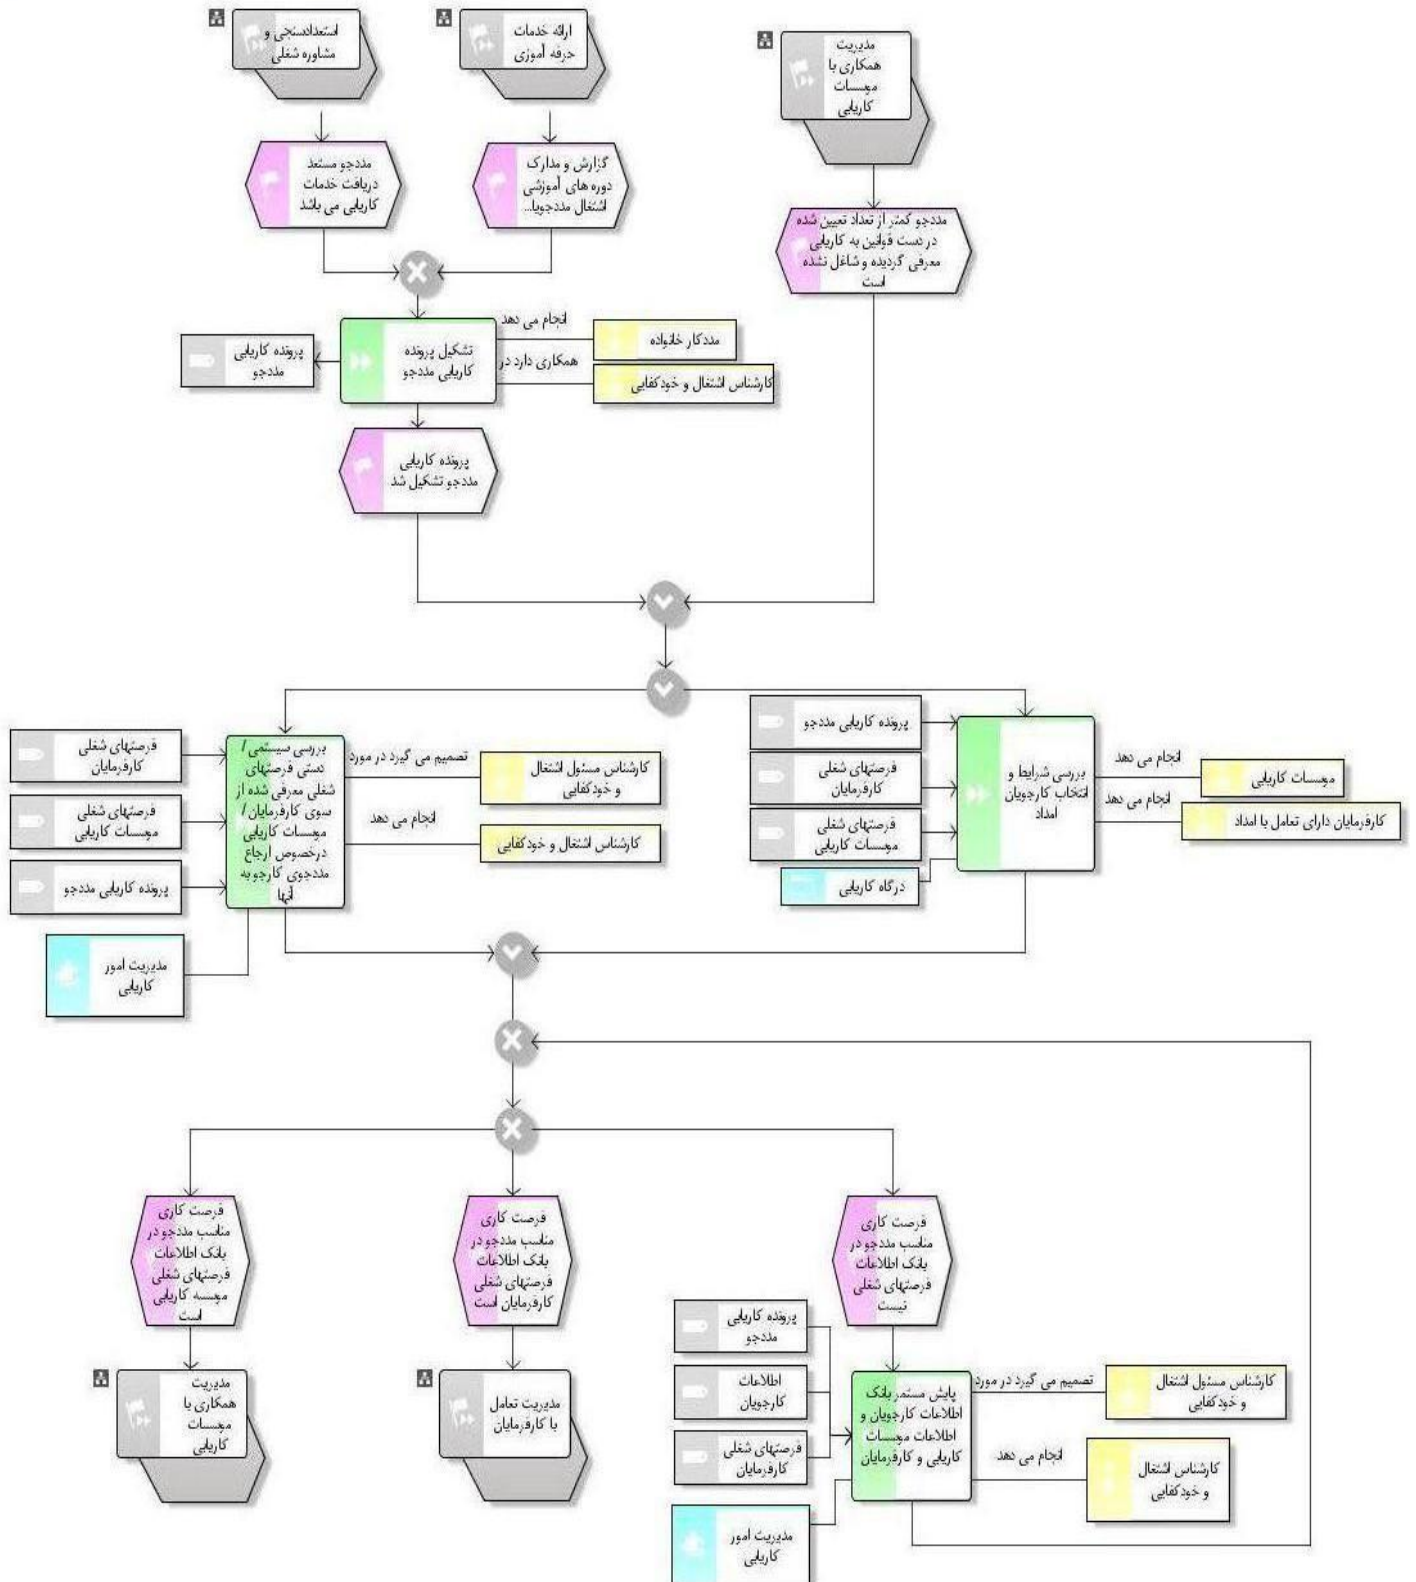 استعدادسنجی و
مشاوره شغلی
ارائه خدمات
حرفه آموزی
مدیریت
همکاری با
موسسات
کاریابی
مددجو مستعد
دریافت خدمات
کاریابی می باشد
گزارش و مدارک
دوره های آموزشی
اشتغال مددجویا...
مددجو کمتر از تعداد تعیین شده
در دست قوانین به کاریابی
معرفی گردیده و شاغل نشده
است
پرونده کاریابی
مددجو
تشکیل پرونده
کاریابی مددجو
انجام می دهد
مددکار خانواده
همکاری دارد در
کارشناس اشتغال و خودکفایی
پرونده کاریابی
مددجو تشکیل شد
فرصتهای شغلی
کارفرمایان
فرصتهای شغلی
موسسات کاریابی
پرونده کاریابی مددجو
مدیریت امور
کاریابی
بررسی سیستمی /
دستی فرصتهای
شغلی معرفی شده از
سوی کارفرمایان /
موسسات کاریابی
درخصوص ارجاع
مددجوی کارجو به
آنها
تصمیم می گیرد در مورد
کارشناس مسئول اشتغال
و خودکفایی
انجام می دهد
کارشناس اشتغال و خودکفایی
پرونده کاریابی مددجو
فرصتهای شغلی
کارفرمایان
فرصتهای شغلی
موسسات کاریابی
درگاه کاریابی
بررسی شرایط و
انتخاب کارجویان
امداد
انجام می دهد
موسسات کاریابی
انجام می دهد
کارفرمایان دارای تعامل با امداد
فرصت کاری
مناسب مددجو در
بانک اطلاعات
فرصتهای شغلی
موسسه کاریابی
است
فرصت کاری
مناسب مددجو در
بانک اطلاعات
فرصتهای شغلی
کارفرمایان است
فرصت کاری
مناسب مددجو در
بانک اطلاعات
فرصتهای شغلی
نیست
مدیریت
همکاری با
موسسات
کاریابی
مدیریت تعامل
با کارفرمایان
پرونده کاریابی
مددجو
اطلاعات
کارجویان
فرصتهای شغلی
کارفرمایان
مدیریت امور
کاریابی
پایش مستمر بانک
اطلاعات کارجویان و
اطلاعات موسسات
کاریابی و کارفرمایان
تصمیم می گیرد در مورد
کارشناس مسئول اشتغال
و خودکفایی
انجام می دهد
کارشناس اشتغال
و خودکفایی